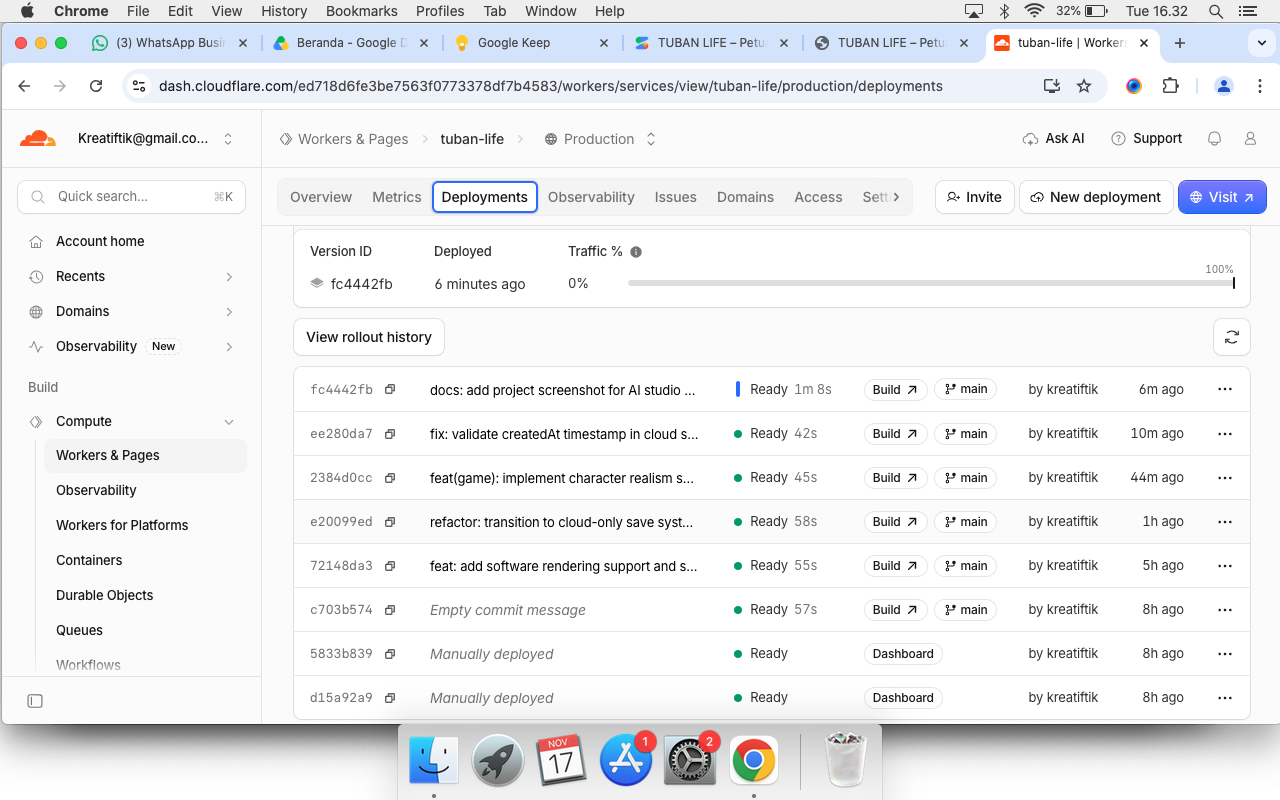 Chrome File Edit View History Bookmarks Profiles Tab Window Help 32% Tue 16.32
(3) WhatsApp Busi Beranda - Google D Google Keep TUBAN LIFE – Petua TUBAN LIFE – Petua tuban-life | Workers
dash.cloudflare.com/ed718d6fe3be7563f0773378df7b4583/workers/services/view/tuban-life/production/deployments
Kreatiftik@gmail.co... Workers & Pages tuban-life Production Ask AI Support
Quick search... ⌘K
Overview Metrics Deployments Observability Issues Domains Access Setti Invite New deployment Visit
Account home
Recents
Domains
Observability New
Build
Compute
Workers & Pages
Observability
Workers for Platforms
Containers
Durable Objects
Queues
Workflows
Version ID Deployed Traffic %
100%
fc4442fb 6 minutes ago 0%
View rollout history
fc4442fb docs: add project screenshot for AI studio ... Ready 1m 8s Build main by kreatiftik 6m ago
ee280da7 fix: validate createdAt timestamp in cloud s... Ready 42s Build main by kreatiftik 10m ago
2384d0cc feat(game): implement character realism s... Ready 45s Build main by kreatiftik 44m ago
e20099ed refactor: transition to cloud-only save syst... Ready 58s Build main by kreatiftik 1h ago
72148da3 feat: add software rendering support and s... Ready 55s Build main by kreatiftik 5h ago
c703b574 Empty commit message Ready 57s Build main by kreatiftik 8h ago
5833b839 Manually deployed Ready Dashboard by kreatiftik 8h ago
d15a92a9 Manually deployed Ready Dashboard by kreatiftik 8h ago
NOV
17
1
2